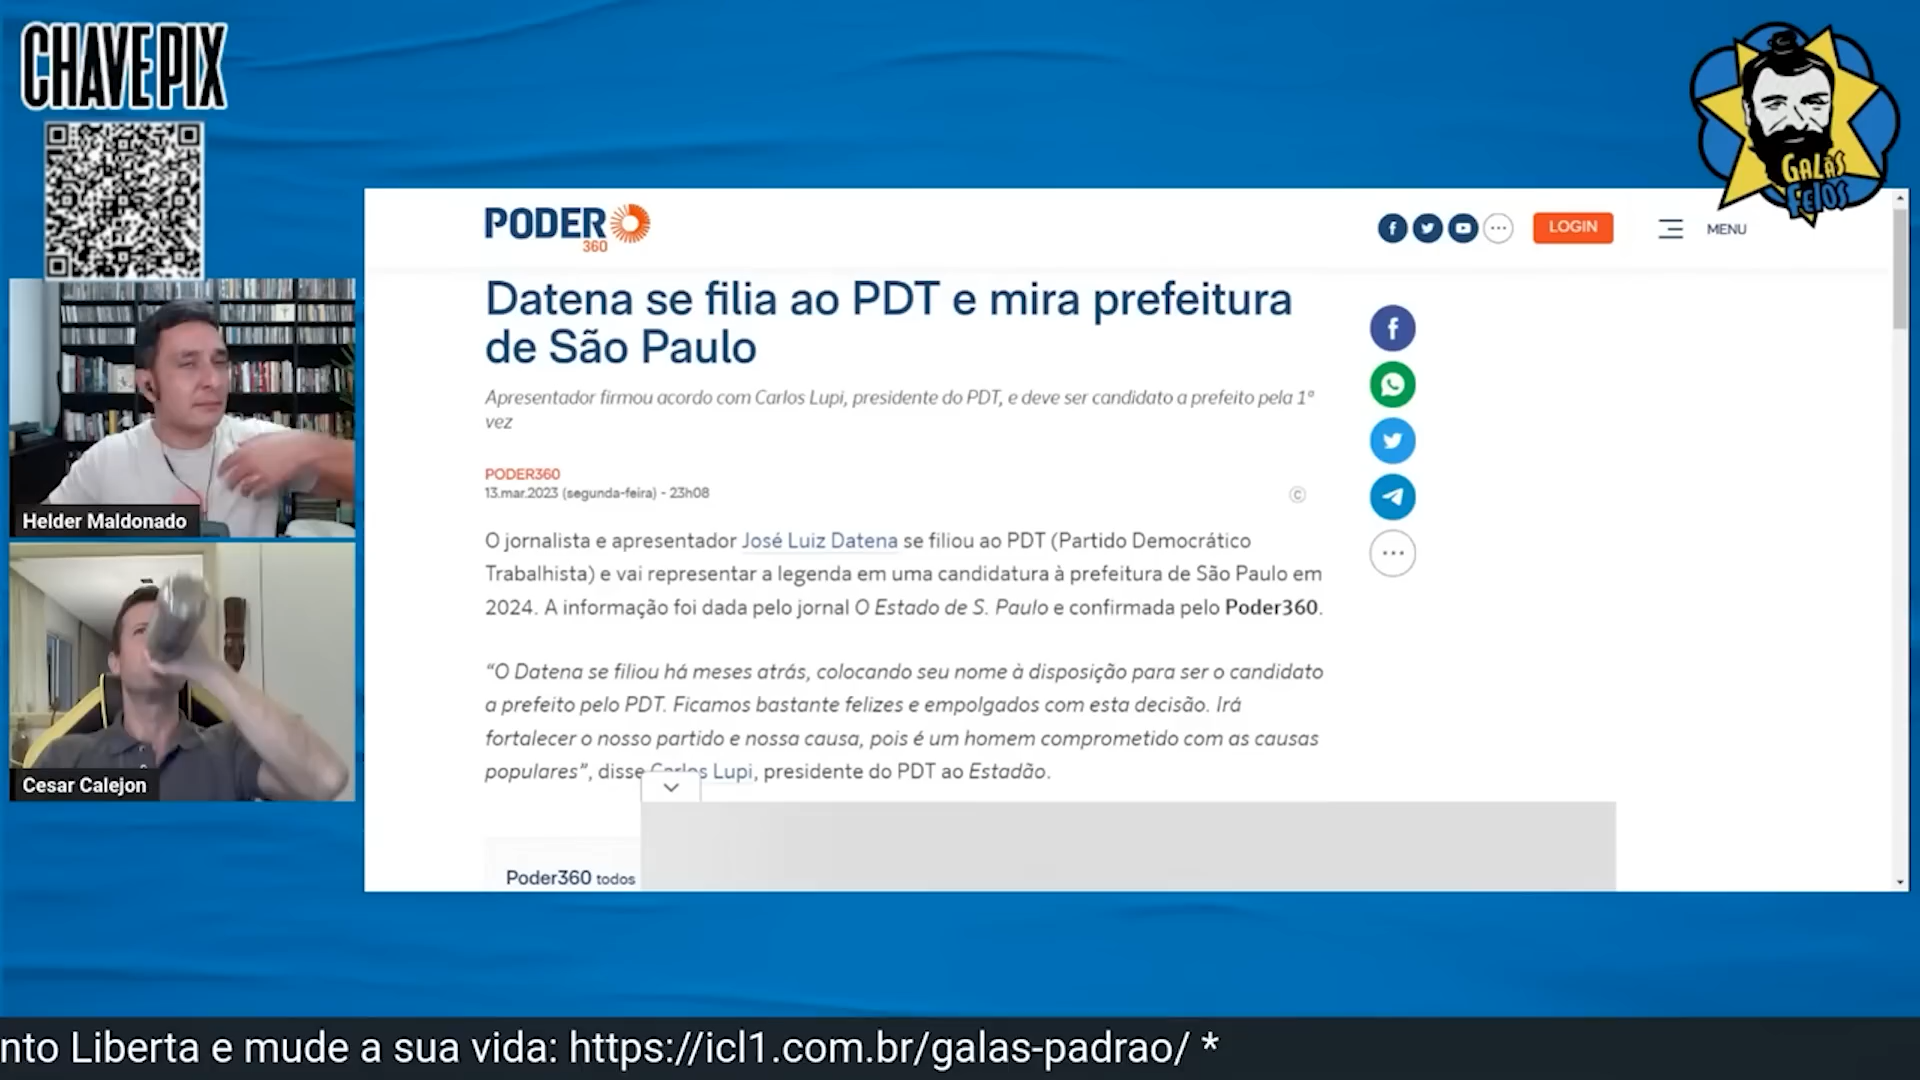 CHAVE PIX
GALÃS
FEIOS
PODER
360
LOGIN
MENU
Datena se filia ao PDT e mira prefeitura
de São Paulo
Apresentador firmou acordo com Carlos Lupi, presidente do PDT, e deve ser candidato a prefeito pela 1ª
vez
PODER360
13.mar.2023 (segunda-feira) - 23h08
©
O jornalista e apresentador José Luiz Datena se filiou ao PDT (Partido Democrático
Trabalhista) e vai representar a legenda em uma candidatura à prefeitura de São Paulo em
2024. A informação foi dada pelo jornal O Estado de S. Paulo e confirmada pelo Poder360.
“O Datena se filiou há meses atrás, colocando seu nome à disposição para ser o candidato
a prefeito pelo PDT. Ficamos bastante felizes e empolgados com esta decisão. Irá
fortalecer o nosso partido e nossa causa, pois é um homem comprometido com as causas
populares”, disse Carlos Lupi, presidente do PDT ao Estadão.
Poder360 todos
Helder Maldonado
Cesar Calejon
nto Liberta e mude a sua vida: https://icl1.com.br/galas-padrao/ *